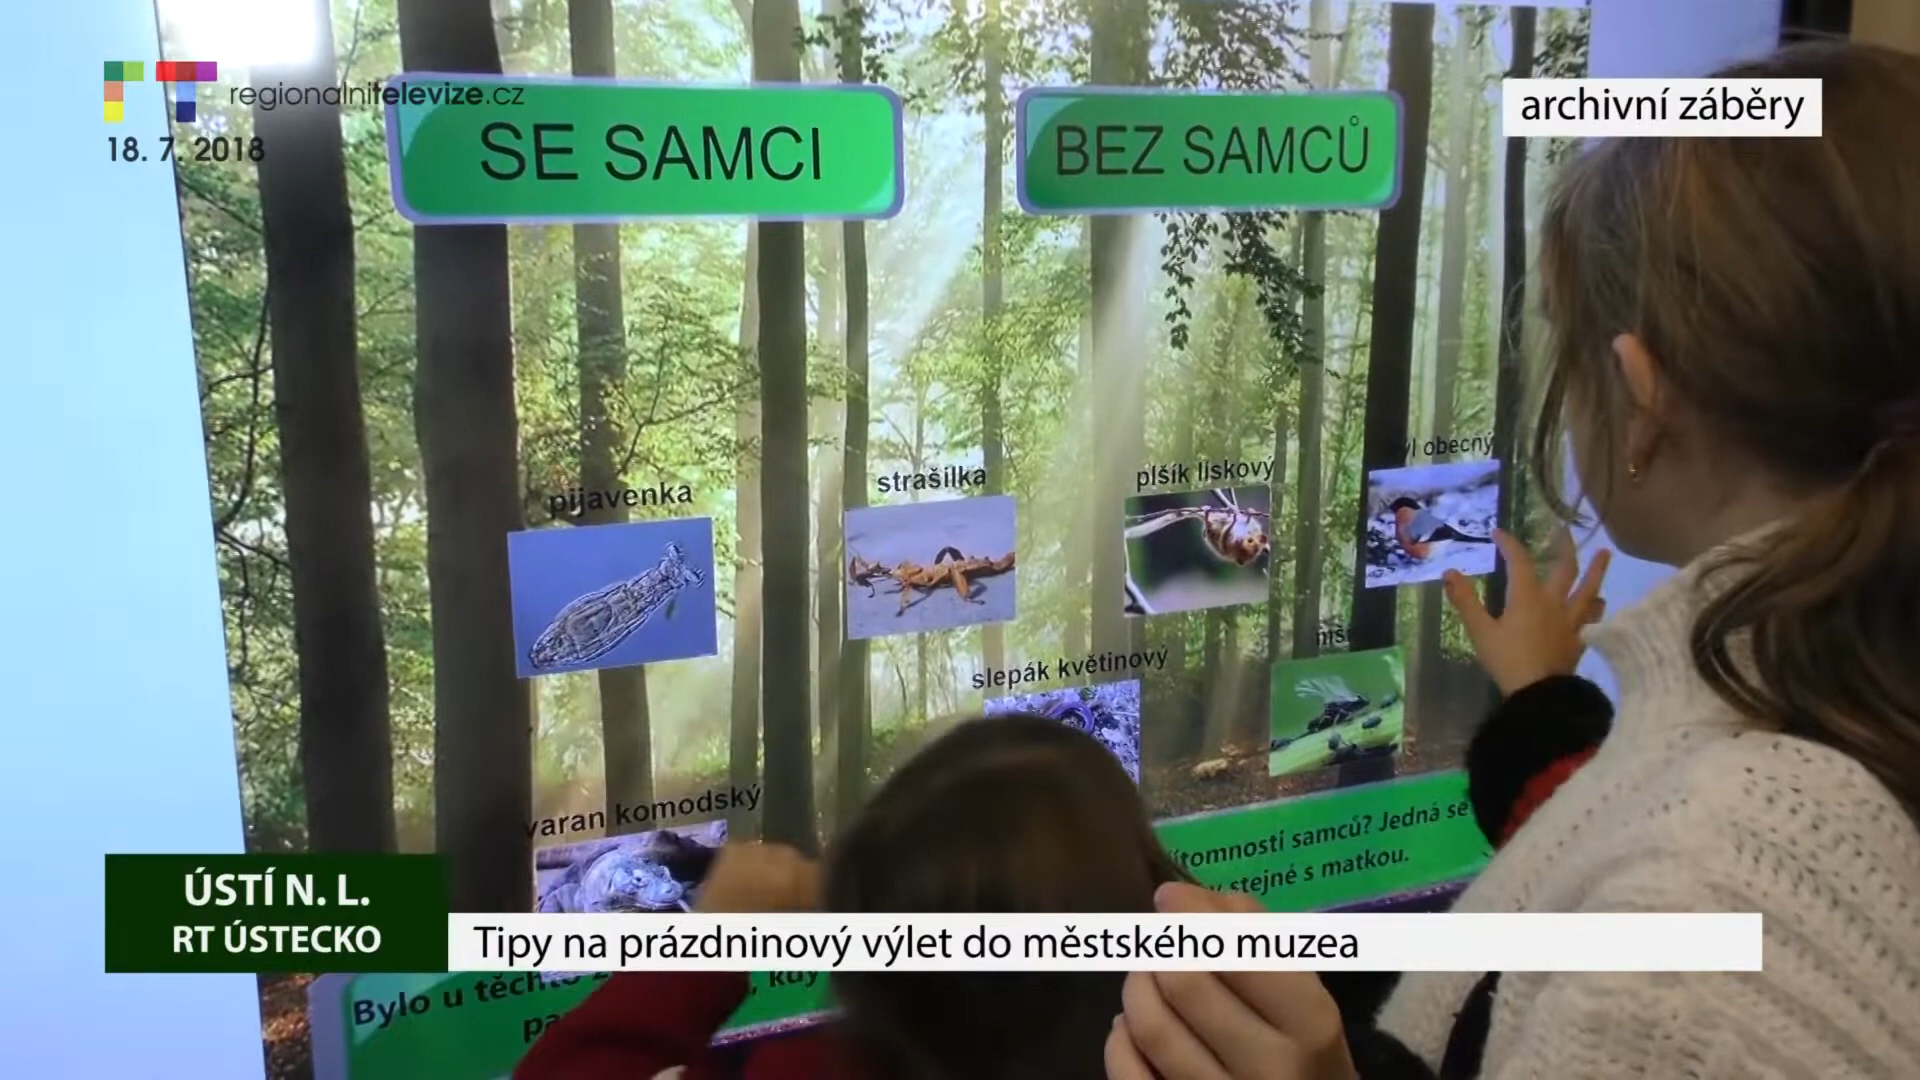 regionalnitelevize.cz
18. 7. 2018
archivní záběry
SE SAMCI
BEZ SAMCŮ
pijavenka
strašilka
plšík lískový
obecný
slepák květinový
varan komodský
samců? Jedná se
stejné s matkou.
Bylo u
ÚSTÍ N. L.
RT ÚSTECKO
Tipy na prázdninový výlet do městského muzea